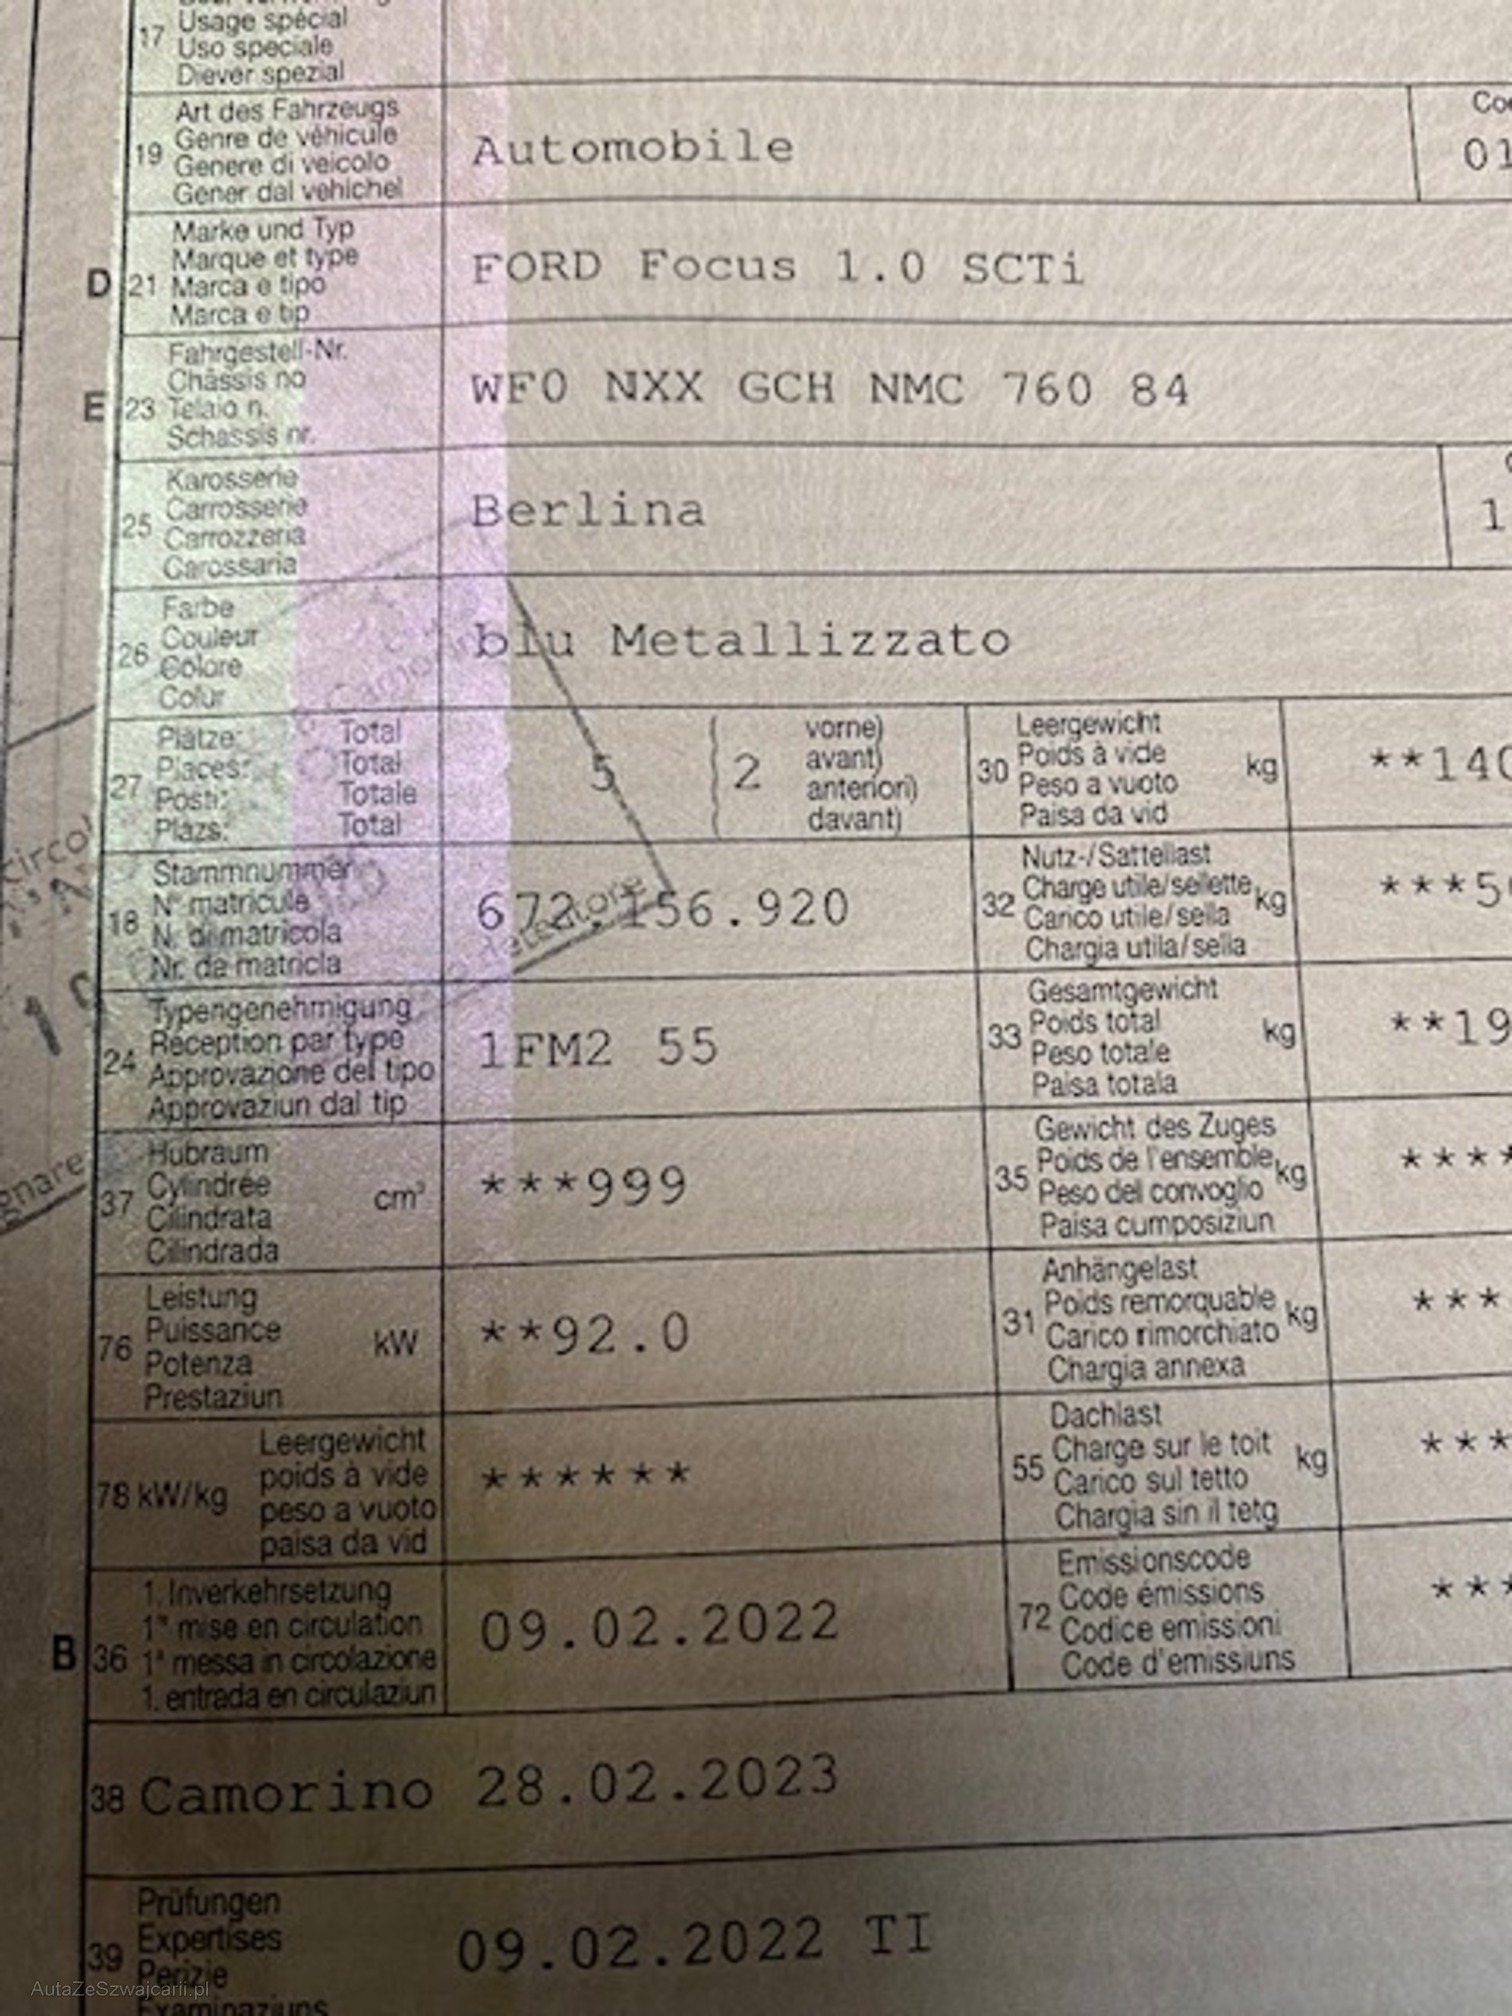 17 Usage spécial
Uso speciale
Diever spezial
19 Art des Fahrzeugs
Genre de véhicule
Genere di veicolo
Gener dal vehichel
Automobile
01
D 21 Marke und Typ
Marque et type
Marca e tipo
Marca e tip
FORD Focus 1.0 SCTi
E 23 Fahrgestell-Nr.
Châssis no
Telaio n.
Schassis nr.
WF0 NXX GCH NMC 760 84
25 Karosserie
Carrosserie
Carrozzeria
Carossaria
Berlina
1
26 Farbe
Couleur
Colore
Colur
blu Metallizzato
27 Plätze: Total
Places: Total
Posti: Totale
Plazs: Total
5 2 vorne)
avant)
anteriori)
davant)
30 Leergewicht
Poids à vide kg
Peso a vuoto
Paisa da vid
**140
18 Stammnummer
N° matricule
N. di matricola
Nr. da matricla
672.156.920
32 Nutz-/Sattellast
Charge utile/sellette kg
Carico utile/sella
Chargia utila/sella
***5
24 Typengenehmigung
Réception par type
Approvazione del tipo
Approvaziun dal tip
1FM2 55
33 Gesamtgewicht
Poids total kg
Peso totale
Paisa totala
**19
37 Hubraum
Cylindrée cm³
Cilindrata
Cilindrada
***999
35 Gewicht des Zuges
Poids de l'ensemble kg
Peso del convoglio
Paisa cumposiziun
****
76 Leistung
Puissance kW
Potenza
Prestaziun
**92.0
31 Anhängelast
Poids remorquable kg
Carico rimorchiato
Chargia annexa
***
78 kW/kg Leergewicht
poids à vide
peso a vuoto
paisa da vid
******
55 Dachlast
Charge sur le toit kg
Carico sul tetto
Chargia sin il tetg
***
B 36 1. Inverkehrsetzung
1re mise en circulation
1a messa in circolazione
1. entrada en circulaziun
09.02.2022
72 Emissionscode
Code émissions
Codice emissioni
Code d'emissiuns
***
38 Camorino 28.02.2023
39 Prüfungen
Expertises
Perizie
Examinaziuns
09.02.2022 TI
AutaZeSzwajcarii.pl